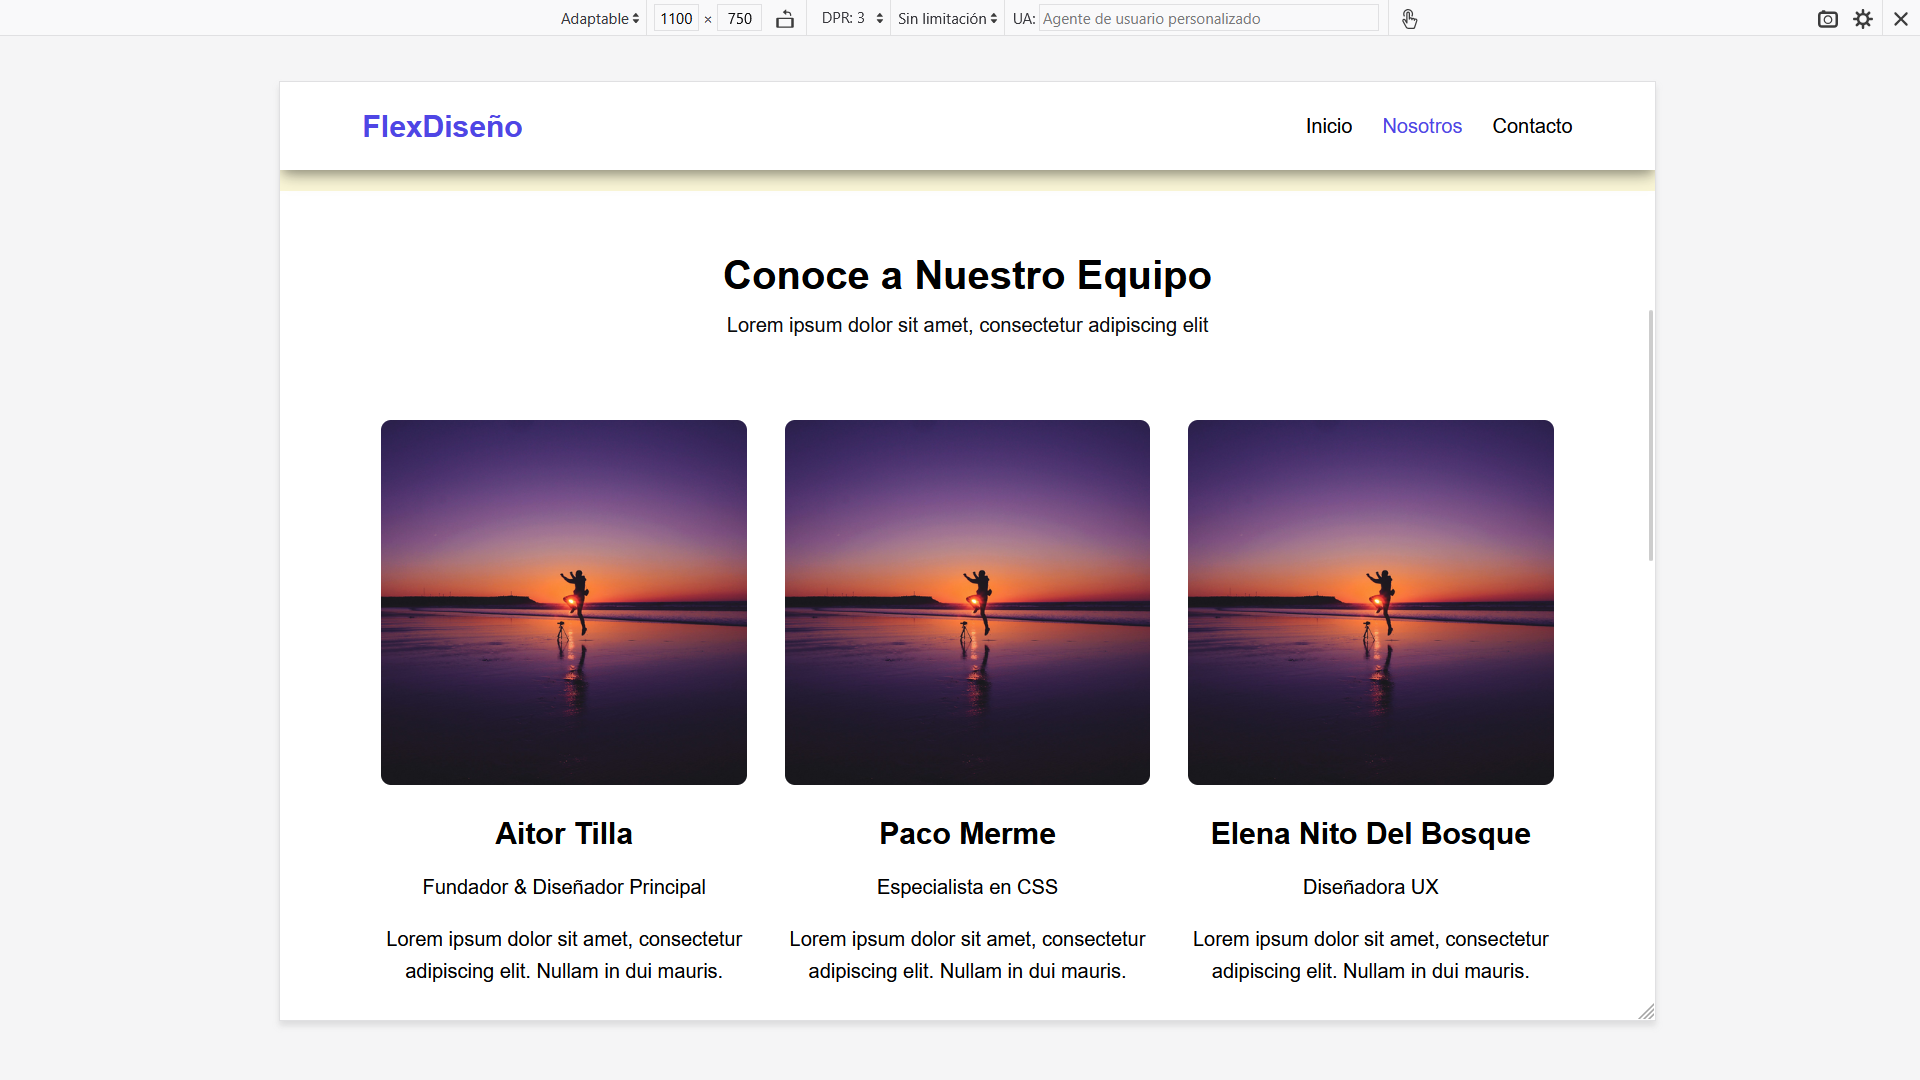 Adaptable 1100 × 750 DPR: 3 Sin limitación UA: Agente de usuario personalizado
FlexDiseño
Inicio Nosotros Contacto
Conoce a Nuestro Equipo
Lorem ipsum dolor sit amet, consectetur adipiscing elit
Aitor Tilla
Fundador & Diseñador Principal
Lorem ipsum dolor sit amet, consectetur
adipiscing elit. Nullam in dui mauris.
Paco Merme
Especialista en CSS
Lorem ipsum dolor sit amet, consectetur
adipiscing elit. Nullam in dui mauris.
Elena Nito Del Bosque
Diseñadora UX
Lorem ipsum dolor sit amet, consectetur
adipiscing elit. Nullam in dui mauris.